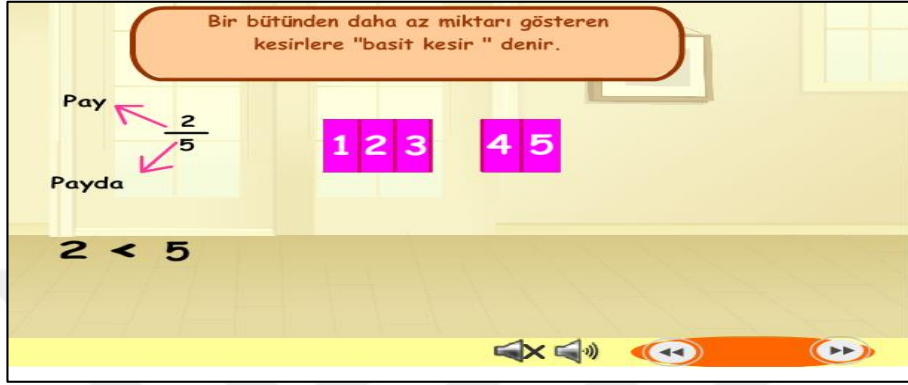 Bir bütünden daha az miktarı gösteren
kesirlere "basit kesir " denir.
Pay
2
5
Payda
1 2 3 4 5
2 < 5